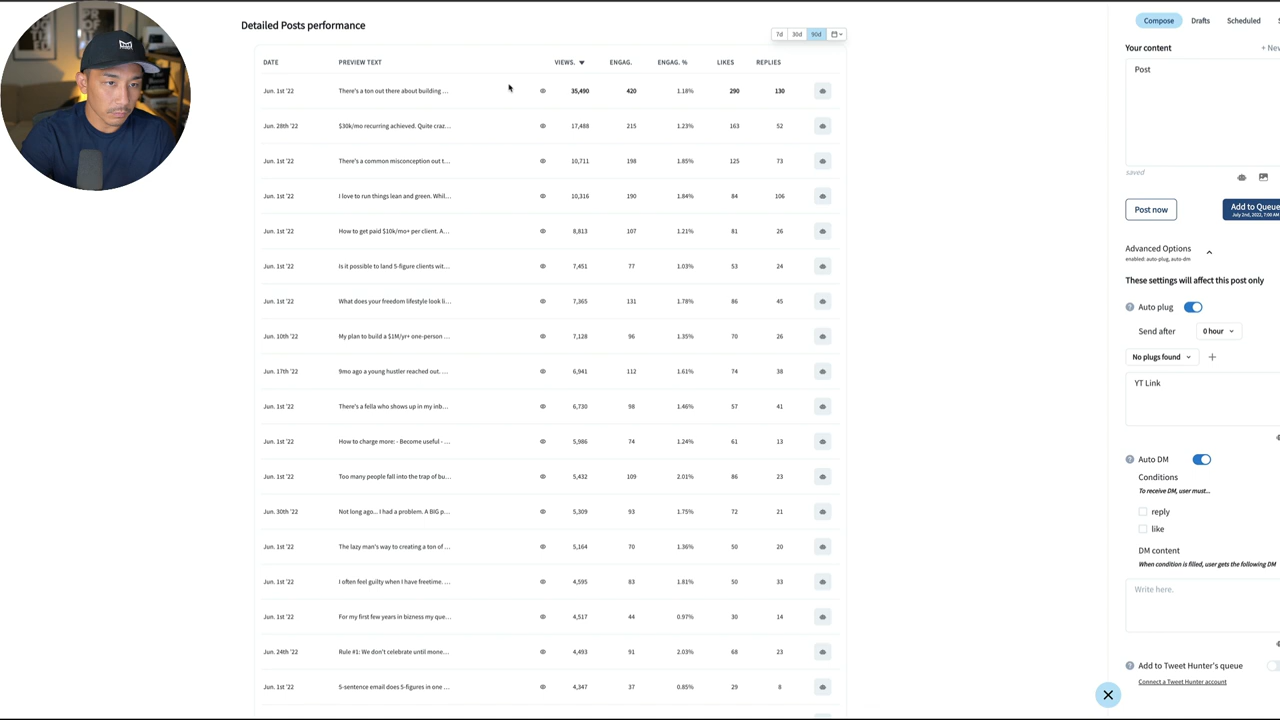 Detailed Posts performance
7d 30d 90d
DATE PREVIEW TEXT VIEWS. ENGAG. ENGAG. % LIKES REPLIES
Jun. 1st '22 There's a ton out there about building ... 35,490 420 1.18% 290 130
Jun. 28th '22 $30k/mo recurring achieved. Quite craz... 17,488 215 1.23% 163 52
Jun. 1st '22 There's a common misconception out t... 10,711 198 1.85% 125 73
Jun. 1st '22 I love to run things lean and green. Whil... 10,316 190 1.84% 84 106
Jun. 1st '22 How to get paid $10k/mo+ per client. A... 8,813 107 1.21% 81 26
Jun. 1st '22 Is it possible to land 5-figure clients wit... 7,451 77 1.03% 53 24
Jun. 1st '22 What does your freedom lifestyle look li... 7,365 131 1.78% 86 45
Jun. 10th '22 My plan to build a $1M/yr+ one-person ... 7,128 96 1.35% 70 26
Jun. 17th '22 9mo ago a young hustler reached out. ... 6,941 112 1.61% 74 38
Jun. 1st '22 There's a fella who shows up in my inb... 6,730 98 1.46% 57 41
Jun. 1st '22 How to charge more: - Become useful - ... 5,986 74 1.24% 61 13
Jun. 1st '22 Too many people fall into the trap of bu... 5,432 109 2.01% 86 23
Jun. 30th '22 Not long ago... I had a problem. A BIG p... 5,309 93 1.75% 72 21
Jun. 1st '22 The lazy man's way to creating a ton of ... 5,164 70 1.36% 50 20
Jun. 1st '22 I often feel guilty when I have freetime. ... 4,595 83 1.81% 50 33
Jun. 1st '22 For my first few years in bizness my que... 4,517 44 0.97% 30 14
Jun. 24th '22 Rule #1: We don't celebrate until mone... 4,493 91 2.03% 68 23
Jun. 1st '22 5-sentence email does 5-figures in one ... 4,347 37 0.85% 29 8
Compose Drafts Scheduled S
Your content + New
Post
saved
Post now Add to Queue
July 2nd, 2022, 7:00 AM
Advanced Options
enabled: auto-plug, auto-dm
These settings will affect this post only
Auto plug
Send after 0 hour
No plugs found +
YT Link
Auto DM
Conditions
To receive DM, user must...
reply
like
DM content
When condition is filled, user gets the following DM
Write here.
Add to Tweet Hunter's queue
Connect a Tweet Hunter account